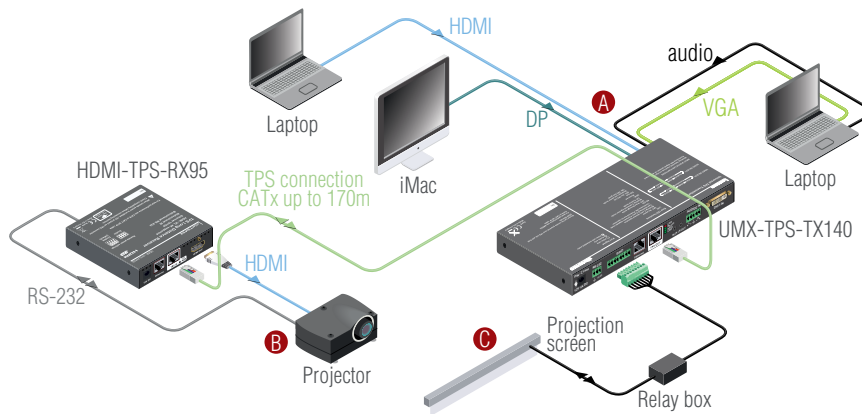 HDMI
audio
A
VGA
DP
Laptop
iMac
Laptop
HDMI-TPS-RX95
TPS connection
CATx up to 170m
UMX-TPS-TX140
HDMI
RS-232
B
Projector
C
Projection
screen
Relay box